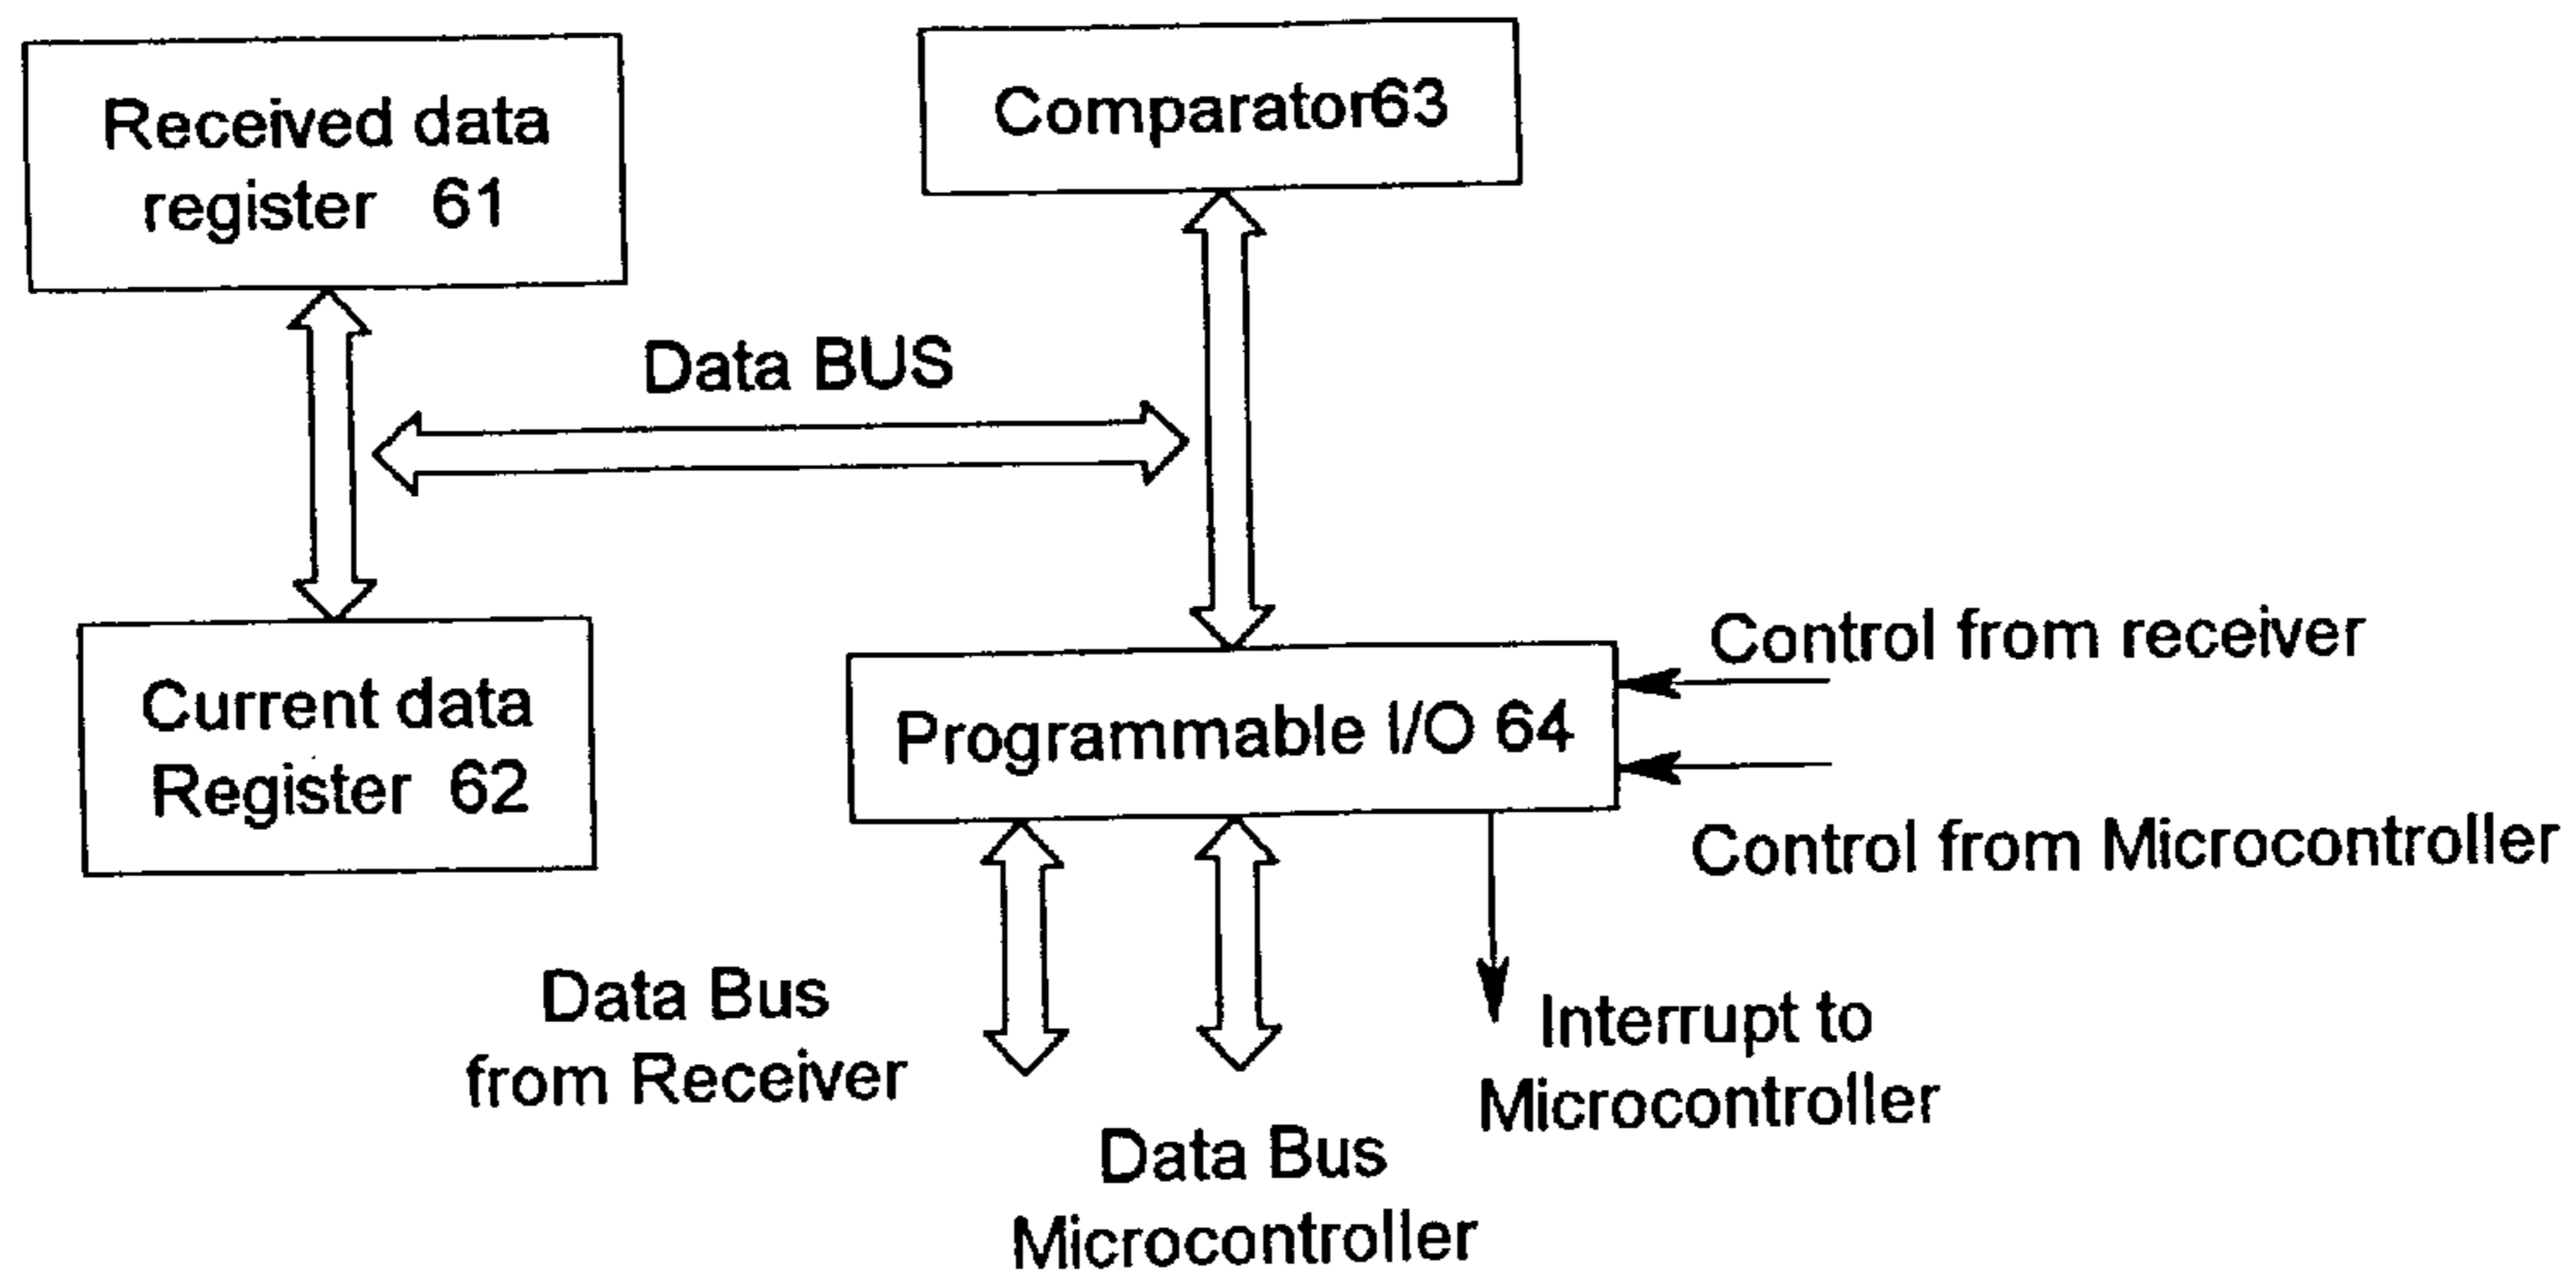 Received data
register 61
Comparator63
Data BUS
Current data
Register 62
Programmable I/O 64
Control from receiver
Control from Microcontroller
Data Bus
from Receiver
Interrupt to
Microcontroller
Data Bus
Microcontroller